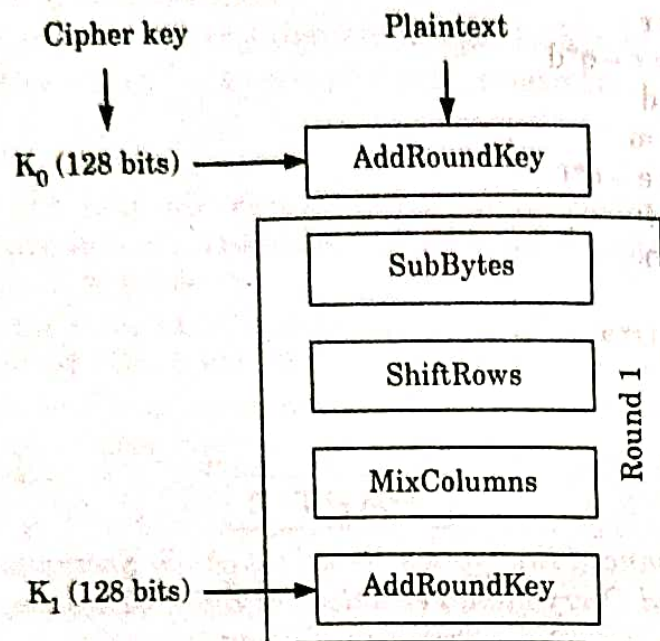 Cipher key
Plaintext
K0 (128 bits)
AddRoundKey
SubBytes
ShiftRows
MixColumns
Round 1
K1 (128 bits)
AddRoundKey